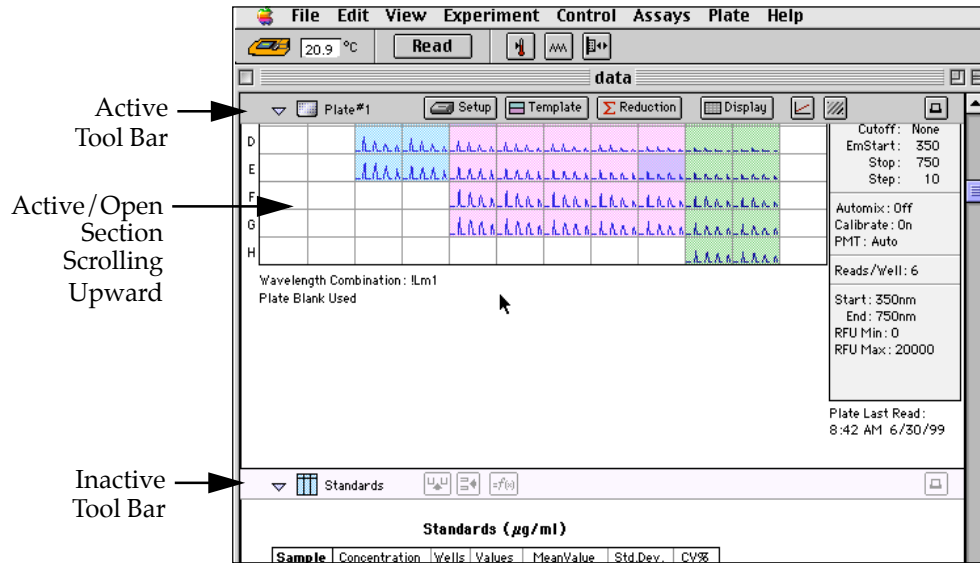 File Edit View Experiment Control Assays Plate Help
20.9 °C Read
data
Active
Tool Bar
Plate#1 Setup Template Reduction Display
D
E
F
G
H
Cutoff: None
EmStart: 350
Stop: 750
Step: 10
Automix: Off
Calibrate: On
PMT: Auto
Reads/Well: 6
Start: 350nm
End: 750nm
RFU Min: 0
RFU Max: 20000
Active/Open
Section
Scrolling
Upward
Wavelength Combination: !Lm1
Plate Blank Used
Plate Last Read:
8:42 AM 6/30/99
Inactive
Tool Bar
Standards =f(x)
Standards (µg/ml)
Sample Concentration Wells Values MeanValue Std.Dev. CV%